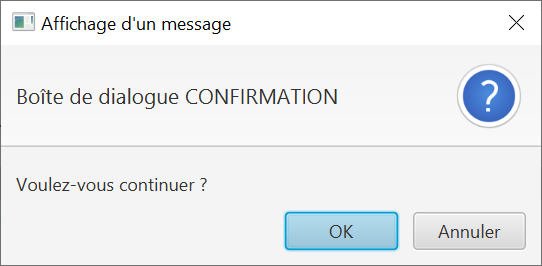 Affichage d'un message
Boîte de dialogue CONFIRMATION
?
Voulez-vous continuer ?
OK
Annuler